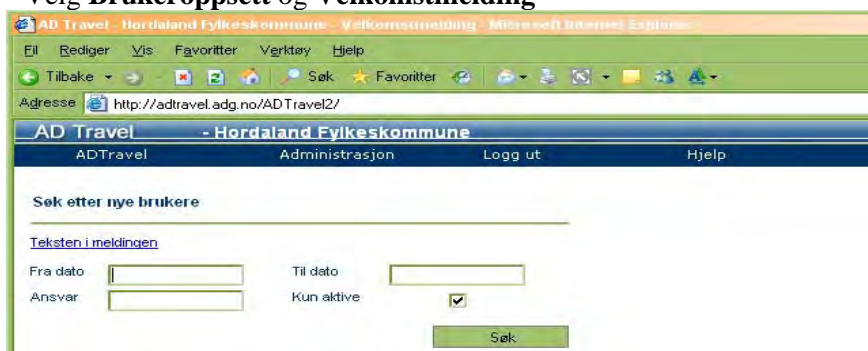 Velg Brukeroppsett og Velkomstmelding
AD Travel - Hordaland Fylkeskommune - Velkomstmelding - Microsoft Internet Explorer
Fil Rediger Vis Favoritter Verktøy Hjelp
Tilbake Søk Favoritter
Adresse http://adtravel.adg.no/ADTravel2/
AD Travel - Hordaland Fylkeskommune
ADTravel Administrasjon Logg ut Hjelp
Søk etter nye brukere
Teksten i meldingen
Fra dato Til dato
Ansvar Kun aktive
Søk